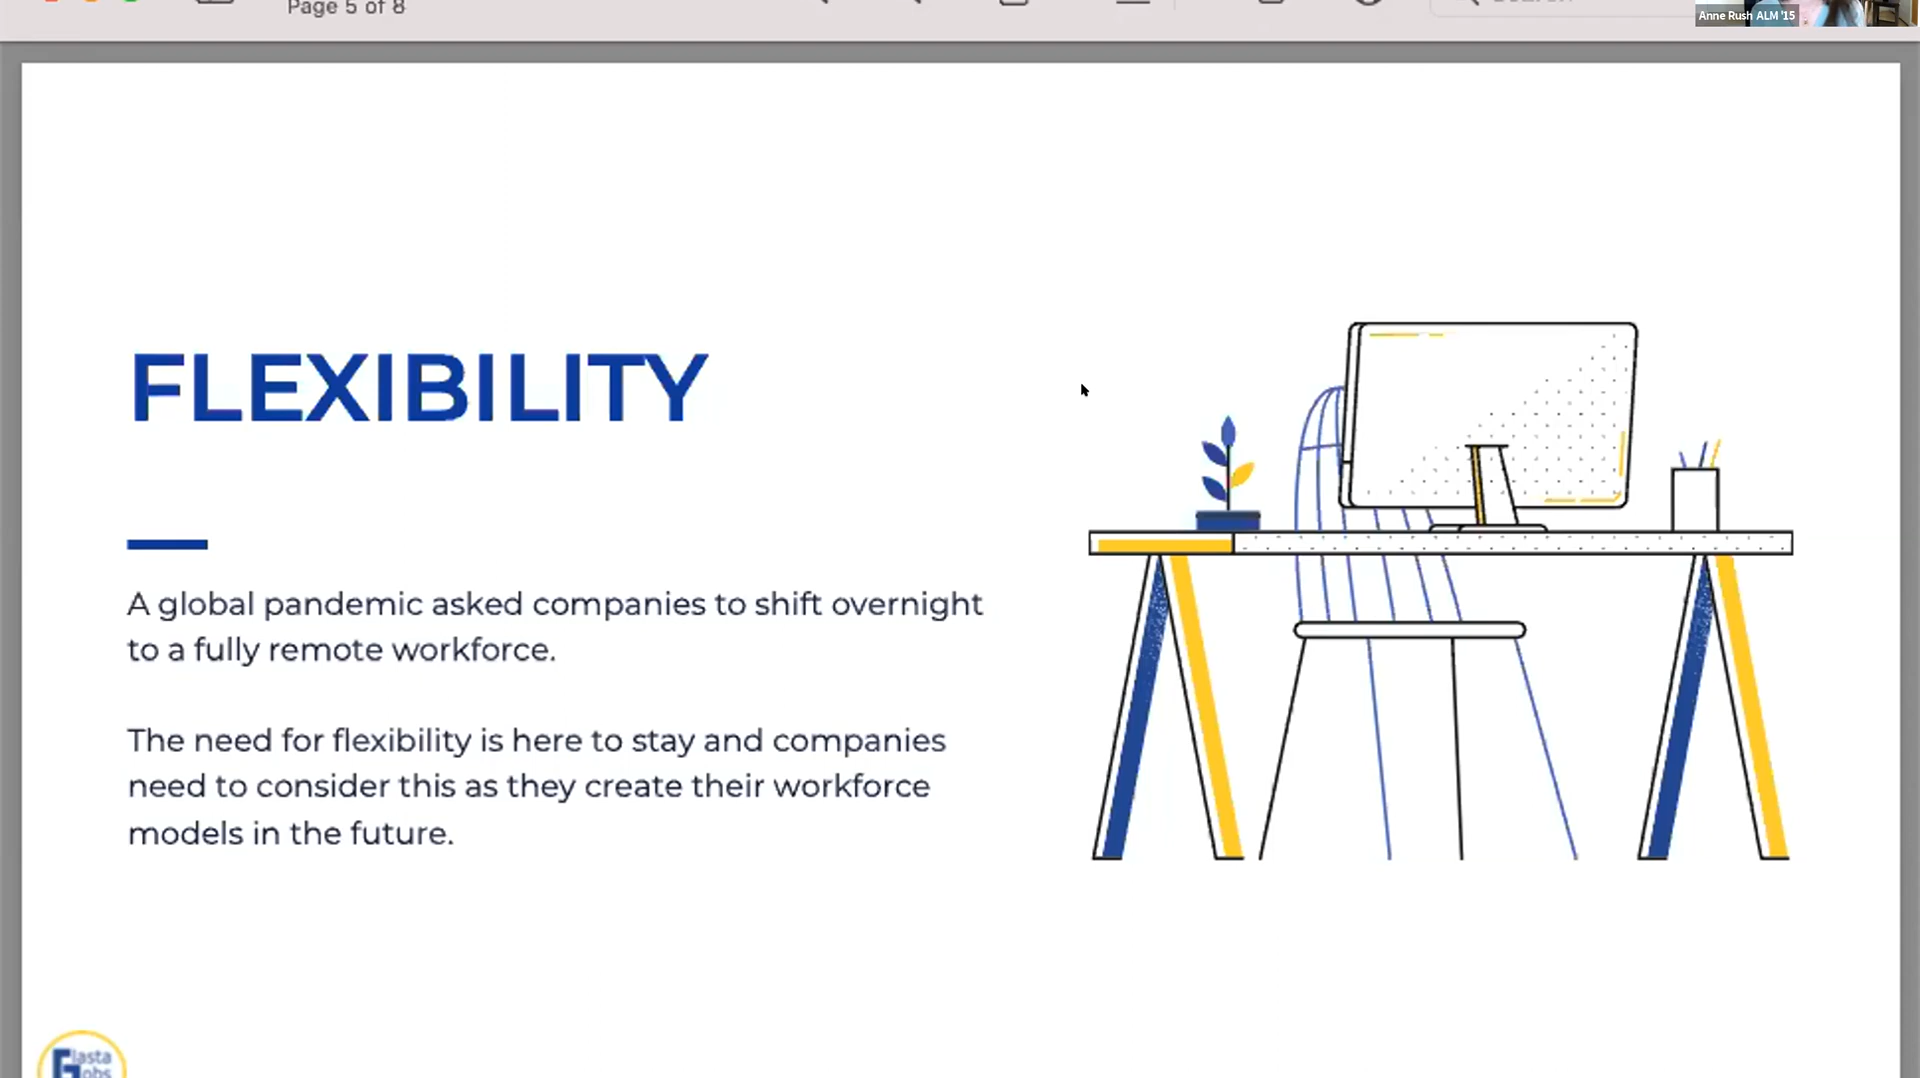 Page 5 of 8
Anne Rush ALM '15
FLEXIBILITY
A global pandemic asked companies to shift overnight
to a fully remote workforce.
The need for flexibility is here to stay and companies
need to consider this as they create their workforce
models in the future.